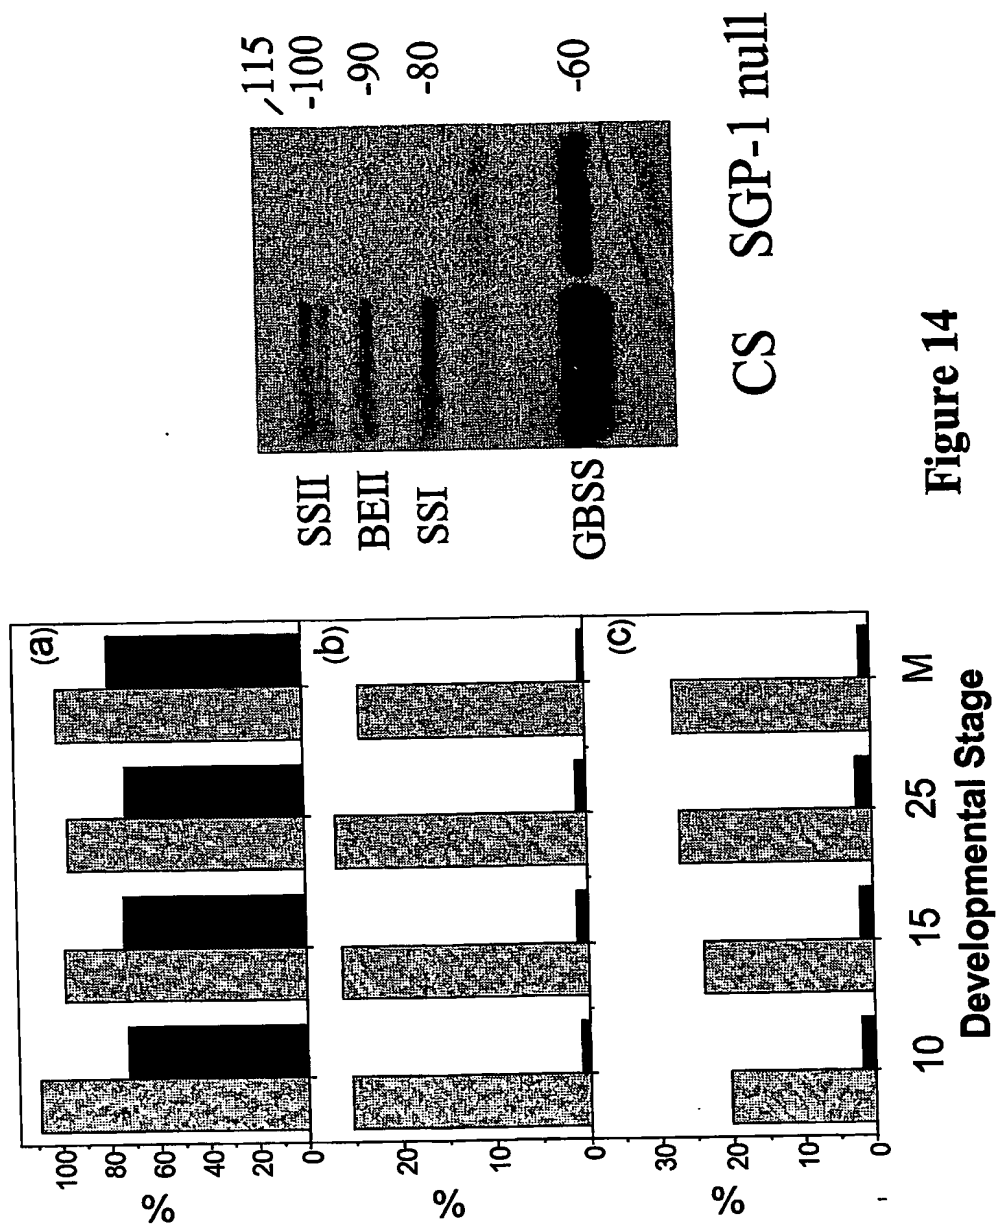 (a)
%
100
80
60
40
20
0
(b)
%
20
10
0
(c)
%
30
20
10
0
10 15 25 M
Developmental Stage
SSII
BEII
SSI
GBSS
115
-100
-90
-80
-60
CS SGP-1 null
Figure 14